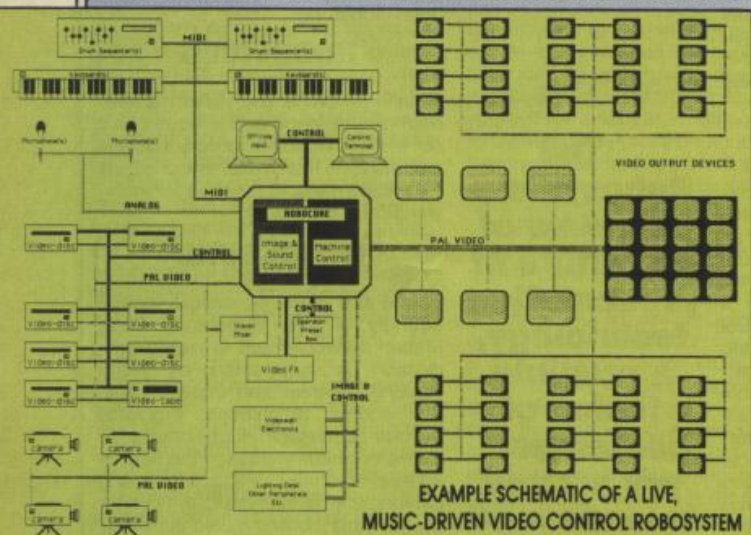 MIDI
Drum Sequencer(s)
Drum Sequencer(s)
Keyboard(s)
Keyboard(s)
Microphone(s)
Microphone(s)
CONTROL
Control
Terminal
MIDI
ANALOG
VIDEO OUTPUT DEVICES
ROBOCORE
Image &
Sound
Control
Machine
Control
PAL VIDEO
Video-disc
Video-disc
CONTROL
PAL VIDEO
Video-disc
Video-disc
Video-disc
Video-disc
Video-disc
Video-tape
CONTROL
Vision
Mixer
Operator
Preset
Box
Video FX
IMAGE &
CONTROL
Videowall
Electronics
Lighting Desk
Other Peripherals
Etc.
camera
camera
PAL VIDEO
camera
camera
EXAMPLE SCHEMATIC OF A LIVE,
MUSIC-DRIVEN VIDEO CONTROL ROBOSYSTEM